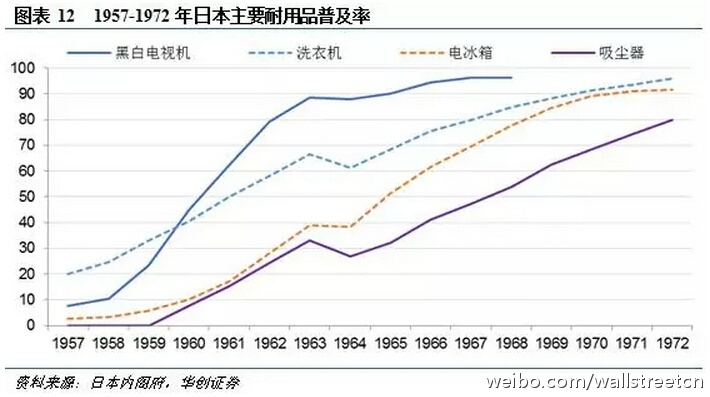 图表 12 1957-1972 年日本主要耐用品普及率
黑白电视机 洗衣机 电冰箱 吸尘器
100
90
80
70
60
50
40
30
20
10
0
1957 1958 1959 1960 1961 1962 1963 1964 1965 1966 1967 1968 1969 1970 1971 1972
资料来源：日本内阁府，华创证券
weibo.com/wallstreetcn